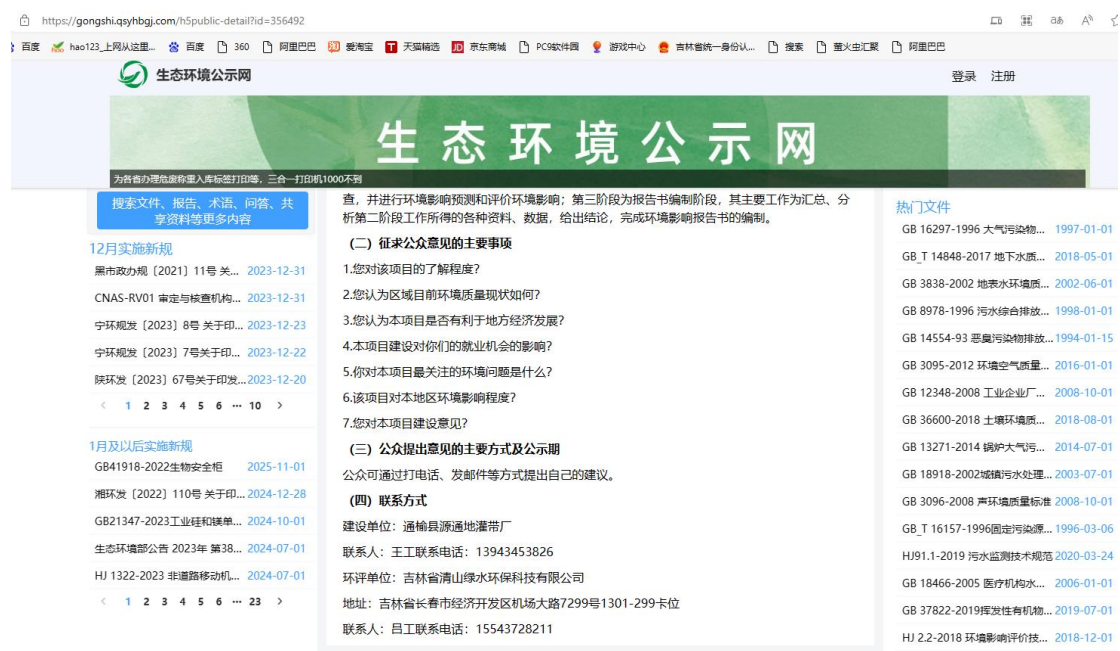 https://gongshi.qsyhbgj.com/h5public-detail?id=356492
百度 hao123_上网从这里... 百度 360 阿里巴巴 爱淘宝 天猫精选 京东商城 PC9软件园 游戏中心 吉林省统一身份认... 搜索 萤火虫汇聚 阿里巴巴
生态环境公示网
登录 注册
生态环境公示网
为各省办理危废称重入库标签打印等，三合一打印机1000不到
搜索文件、报告、术语、问答、共
享资料等更多内容
12月实施新规
黑市政办规〔2021〕11号 关... 2023-12-31
CNAS-RV01 审定与核查机构... 2023-12-31
宁环规发〔2023〕8号 关于印... 2023-12-23
宁环规发〔2023〕7号关于印... 2023-12-22
陕环发〔2023〕67号关于印发... 2023-12-20
< 1 2 3 4 5 6 ··· 10 >
1月及以后实施新规
GB41918-2022生物安全柜 2025-11-01
湘环发〔2022〕110号 关于印... 2024-12-28
GB21347-2023工业硅和镁单... 2024-10-01
生态环境部公告 2023年 第38... 2024-07-01
HJ 1322-2023 非道路移动机... 2024-07-01
< 1 2 3 4 5 6 ··· 23 >
查，并进行环境影响预测和评价环境影响；第三阶段为报告书编制阶段，其主要工作为汇总、分
析第二阶段工作所得的各种资料、数据，给出结论，完成环境影响报告书的编制。
（二）征求公众意见的主要事项
1.您对该项目的了解程度?
2.您认为区域目前环境质量现状如何?
3.您认为本项目是否有利于地方经济发展?
4.本项目建设对你们的就业机会的影响?
5.你对本项目最关注的环境问题是什么?
6.该项目对本地区环境影响程度?
7.您对本项目建设意见?
（三）公众提出意见的主要方式及公示期
公众可通过打电话、发邮件等方式提出自己的建议。
（四）联系方式
建设单位：通榆县源通地灌带厂
联系人：王工联系电话：13943453826
环评单位：吉林省清山绿水环保科技有限公司
地址：吉林省长春市经济开发区机场大路7299号1301-299卡位
联系人：吕工联系电话：15543728211
热门文件
GB 16297-1996 大气污染物... 1997-01-01
GB_T 14848-2017 地下水质... 2018-05-01
GB 3838-2002 地表水环境质... 2002-06-01
GB 8978-1996 污水综合排放... 1998-01-01
GB 14554-93 恶臭污染物排放... 1994-01-15
GB 3095-2012 环境空气质量... 2016-01-01
GB 12348-2008 工业企业厂... 2008-10-01
GB 36600-2018 土壤环境质... 2018-08-01
GB 13271-2014 锅炉大气污... 2014-07-01
GB 18918-2002城镇污水处理... 2003-07-01
GB 3096-2008 声环境质量标准 2008-10-01
GB_T 16157-1996固定污染源... 1996-03-06
HJ91.1-2019 污水监测技术规范 2020-03-24
GB 18466-2005 医疗机构水... 2006-01-01
GB 37822-2019挥发性有机物... 2019-07-01
HJ 2.2-2018 环境影响评价技... 2018-12-01